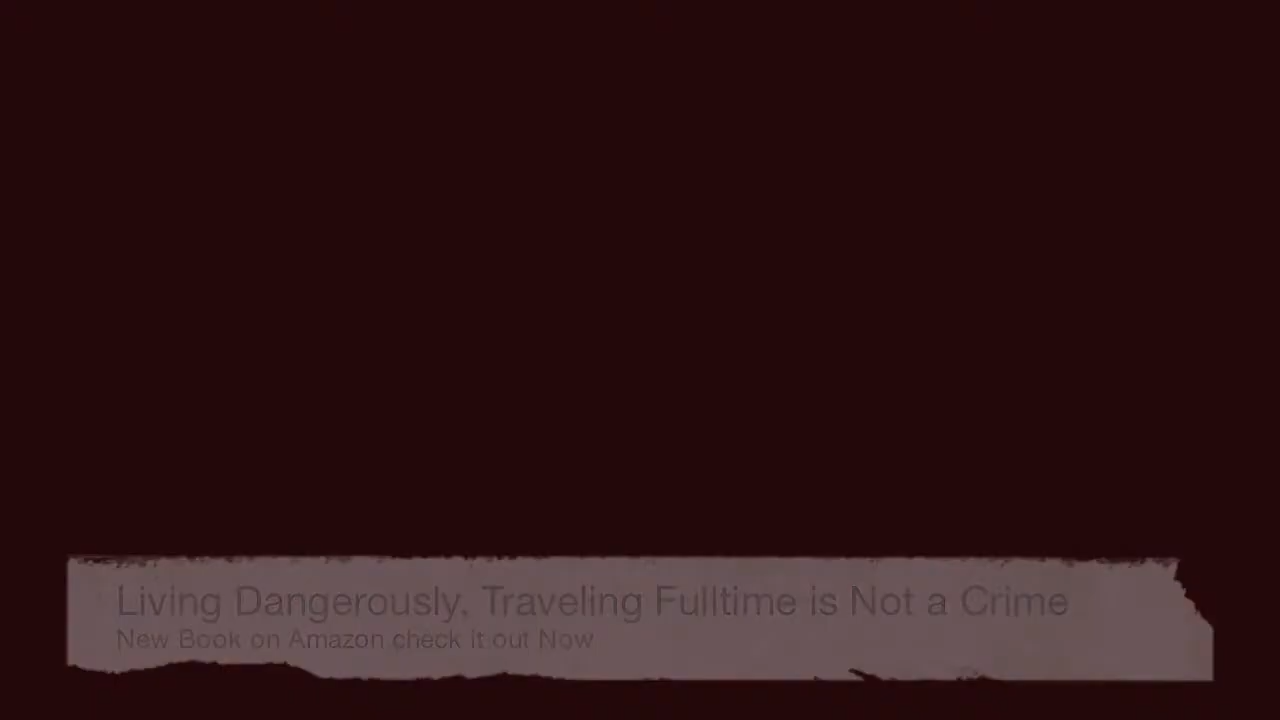 Living Dangerously, Traveling Fulltime is Not a Crime
New Book on Amazon check it out Now